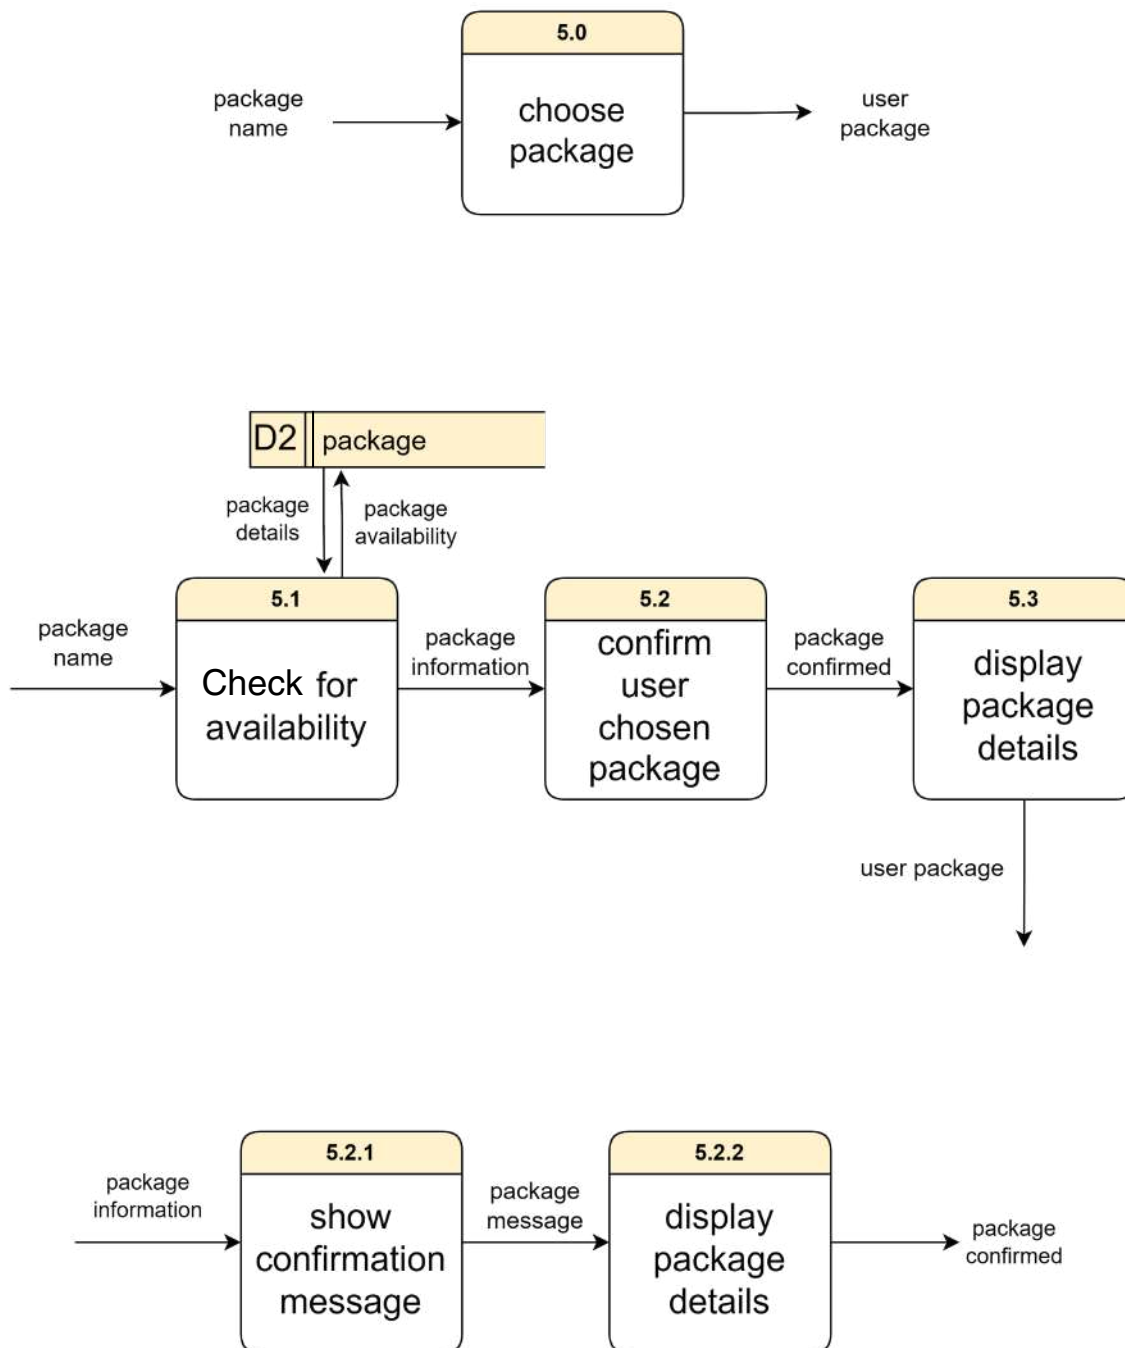 5.0
package
name
choose
package
user
package
D2
package
package
details
package
availability
5.1
5.2
5.3
package
name
Check for
availability
package
information
confirm
user
chosen
package
package
confirmed
display
package
details
user package
5.2.1
5.2.2
package
information
show
confirmation
message
package
message
display
package
details
package
confirmed